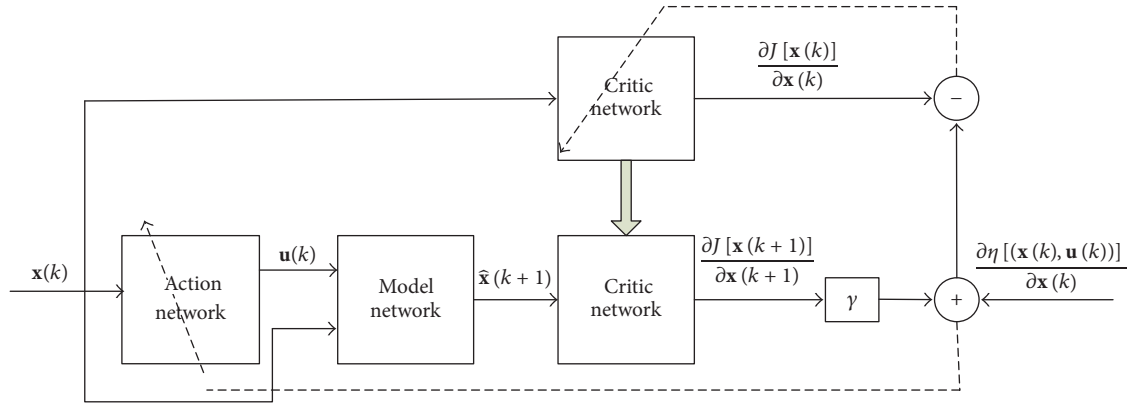 ∂J [x (k)]
∂x (k)
Critic
network
−
x(k)
Action
network
u(k)
Model
network
x̂ (k + 1)
Critic
network
∂J [x (k + 1)]
∂x (k + 1)
γ
+
∂η [(x (k), u (k))]
∂x (k)